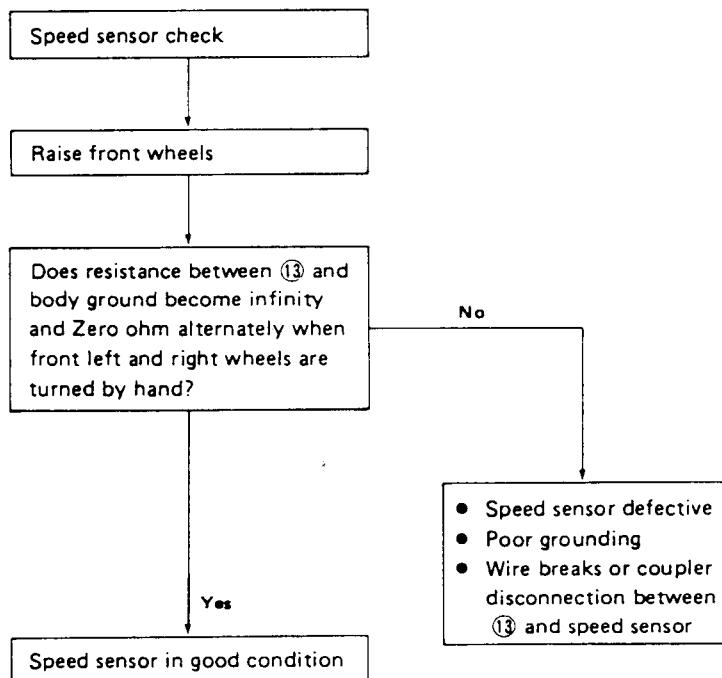 Speed sensor check
Raise front wheels
Does resistance between ⑬ and
body ground become infinity
and Zero ohm alternately when
front left and right wheels are
turned by hand?
No
● Speed sensor defective
● Poor grounding
● Wire breaks or coupler
disconnection between
⑬ and speed sensor
Yes
Speed sensor in good condition